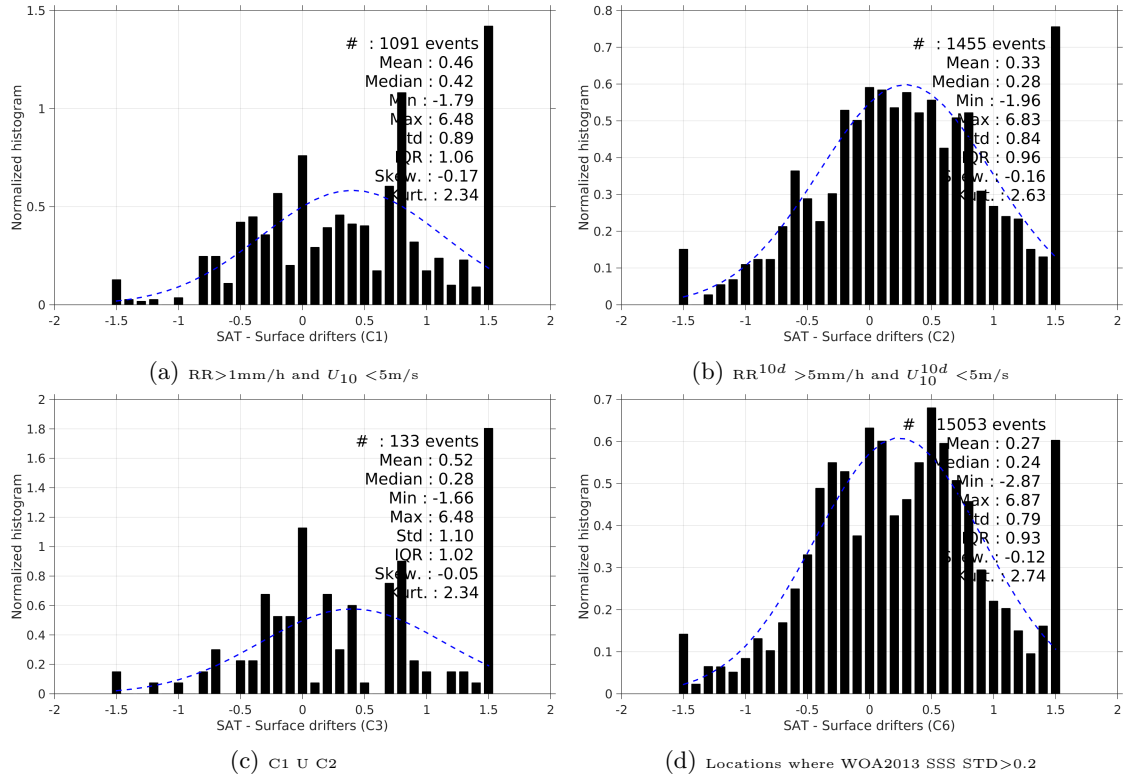 1.5
1
0.5
0
Normalized histogram
-2 -1.5 -1 -0.5 0 0.5 1 1.5 2
SAT - Surface drifters (C1)
# : 1091 events
Mean : 0.46
Median : 0.42
Min : -1.79
Max : 6.48
Std : 0.89
IQR : 1.06
Skew. : -0.17
Kurt. : 2.34
(a) RR>1mm/h and U10 <5m/s
0.8
0.7
0.6
0.5
0.4
0.3
0.2
0.1
0
Normalized histogram
-2 -1.5 -1 -0.5 0 0.5 1 1.5 2
SAT - Surface drifters (C2)
# : 1455 events
Mean : 0.33
Median : 0.28
Min : -1.96
Max : 6.83
Std : 0.84
IQR : 0.96
Skew. : -0.16
Kurt. : 2.63
(b) RR^10d >5mm/h and U10^10d <5m/s
2
1.8
1.6
1.4
1.2
1
0.8
0.6
0.4
0.2
0
Normalized histogram
-2 -1.5 -1 -0.5 0 0.5 1 1.5 2
SAT - Surface drifters (C3)
# : 133 events
Mean : 0.52
Median : 0.28
Min : -1.66
Max : 6.48
Std : 1.10
IQR : 1.02
Skew. : -0.05
Kurt. : 2.34
(c) C1 U C2
0.7
0.6
0.5
0.4
0.3
0.2
0.1
0
Normalized histogram
-2 -1.5 -1 -0.5 0 0.5 1 1.5 2
SAT - Surface drifters (C6)
# : 15053 events
Mean : 0.27
Median : 0.24
Min : -2.87
Max : 6.87
Std : 0.79
IQR : 0.93
Skew. : -0.12
Kurt. : 2.74
(d) Locations where WOA2013 SSS STD>0.2